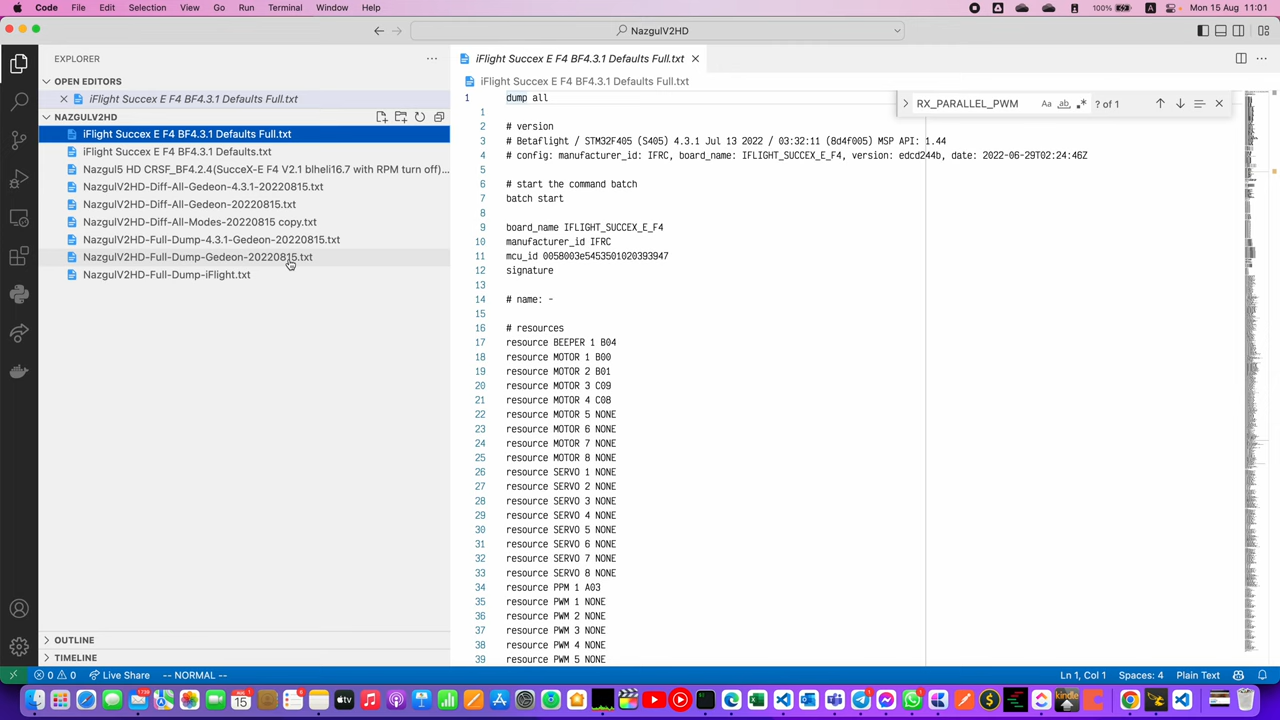 Code File Edit Selection View Go Run Terminal Window Help
100% A Mon 15 Aug 11:01
NazgulV2HD
EXPLORER
OPEN EDITORS
iFlight Succex E F4 BF4.3.1 Defaults Full.txt
NAZGULV2HD
iFlight Succex E F4 BF4.3.1 Defaults Full.txt
iFlight Succex E F4 BF4.3.1 Defaults.txt
Nazgul5 HD CRSF_BF4.2.4(SucceX-E F4 V2.1 blheli16.7 with RPM turn off)...
NazgulV2HD-Diff-All-Gedeon-4.3.1-20220815.txt
NazgulV2HD-Diff-All-Gedeon-20220815.txt
NazgulV2HD-Diff-All-Modes-20220815 copy.txt
NazgulV2HD-Full-Dump-4.3.1-Gedeon-20220815.txt
NazgulV2HD-Full-Dump-Gedeon-20220815.txt
NazgulV2HD-Full-Dump-iFlight.txt
OUTLINE
TIMELINE
iFlight Succex E F4 BF4.3.1 Defaults Full.txt
iFlight Succex E F4 BF4.3.1 Defaults Full.txt
RX_PARALLEL_PWM Aa ab .* ? of 1
1 dump all
1
2 # version
3 # Betaflight / STM32F405 (S405) 4.3.1 Jul 13 2022 / 03:32:11 (8d4f005) MSP API: 1.44
4 # config: manufacturer_id: IFRC, board_name: IFLIGHT_SUCCEX_E_F4, version: edcd244b, date: 2022-06-29T02:24:46Z
5
6 # start the command batch
7 batch start
8
9 board_name IFLIGHT_SUCCEX_E_F4
10 manufacturer_id IFRC
11 mcu_id 0058003e5453501020393947
12 signature
13
14 # name: -
15
16 # resources
17 resource BEEPER 1 B04
18 resource MOTOR 1 B00
19 resource MOTOR 2 B01
20 resource MOTOR 3 C09
21 resource MOTOR 4 C08
22 resource MOTOR 5 NONE
23 resource MOTOR 6 NONE
24 resource MOTOR 7 NONE
25 resource MOTOR 8 NONE
26 resource SERVO 1 NONE
27 resource SERVO 2 NONE
28 resource SERVO 3 NONE
29 resource SERVO 4 NONE
30 resource SERVO 5 NONE
31 resource SERVO 6 NONE
32 resource SERVO 7 NONE
33 resource SERVO 8 NONE
34 resource PPM 1 A03
35 resource PWM 1 NONE
36 resource PWM 2 NONE
37 resource PWM 3 NONE
38 resource PWM 4 NONE
39 resource PWM 5 NONE
0 0 Live Share -- NORMAL -- Ln 1, Col 1 Spaces: 4 Plain Text